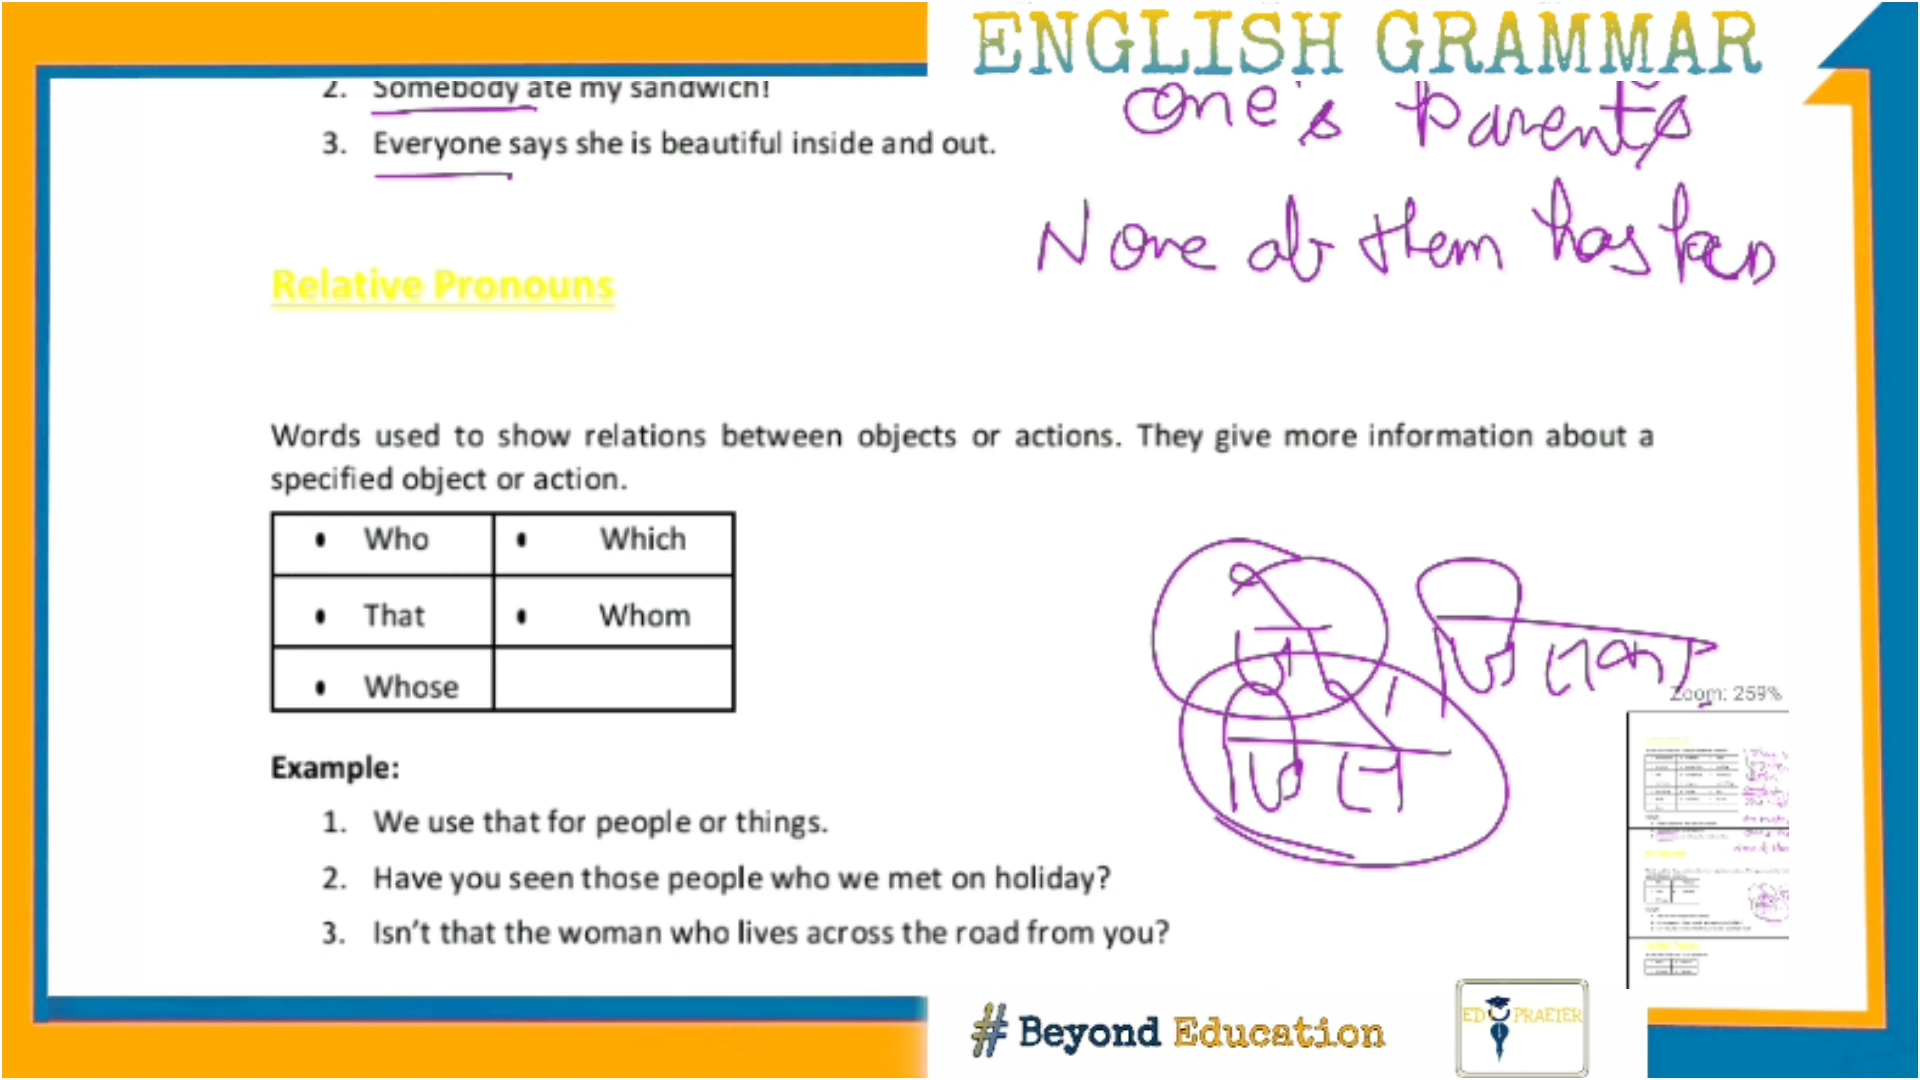 ENGLISH GRAMMAR
2. Somebody ate my sandwich!
one's parents
3. Everyone says she is beautiful inside and out.
None of them has
Relative Pronouns
Words used to show relations between objects or actions. They give more information about a
specified object or action.
• Who • Which
• That • Whom
• Whose
जिस
Zoom: 259%
Example:
1. We use that for people or things.
2. Have you seen those people who we met on holiday?
3. Isn't that the woman who lives across the road from you?
# Beyond Education
ED PRAETER